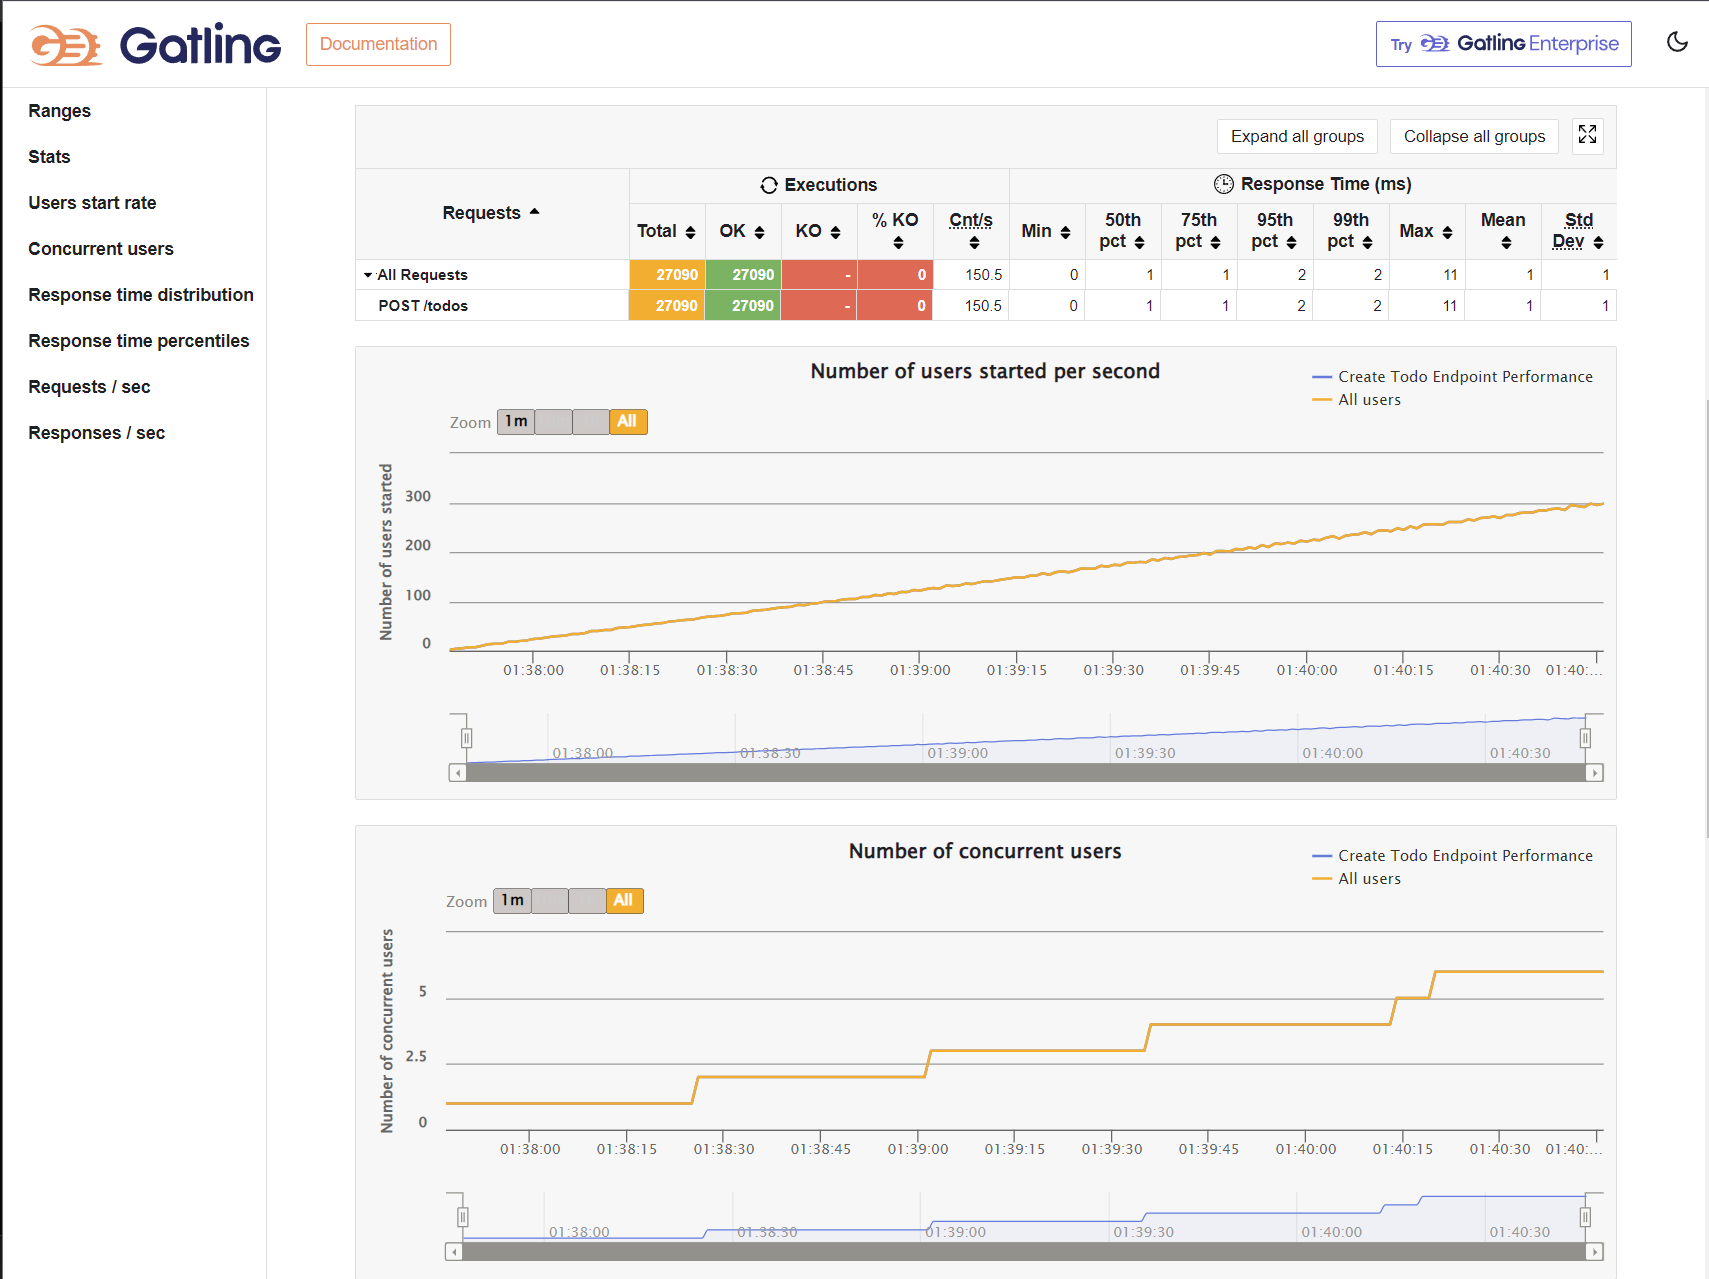 Gatling
Documentation
Try Gatling Enterprise
Ranges
Stats
Users start rate
Concurrent users
Response time distribution
Response time percentiles
Requests / sec
Responses / sec
Expand all groups
Collapse all groups
Requests
Executions
Response Time (ms)
Total OK KO % KO Cnt/s Min 50th pct 75th pct 95th pct 99th pct Max Mean Std Dev
All Requests 27090 27090 - 0 150.5 0 1 1 2 2 11 1 1
POST /todos 27090 27090 - 0 150.5 0 1 1 2 2 11 1 1
Number of users started per second
Create Todo Endpoint Performance
All users
Zoom 1m All
Number of users started
300
200
100
0
01:38:00 01:38:15 01:38:30 01:38:45 01:39:00 01:39:15 01:39:30 01:39:45 01:40:00 01:40:15 01:40:30 01:40:...
01:38:00 01:38:30 01:39:00 01:39:30 01:40:00 01:40:30
Number of concurrent users
Create Todo Endpoint Performance
All users
Zoom 1m All
Number of concurrent users
5
2.5
0
01:38:00 01:38:15 01:38:30 01:38:45 01:39:00 01:39:15 01:39:30 01:39:45 01:40:00 01:40:15 01:40:30 01:40:...
01:38:00 01:38:30 01:39:00 01:39:30 01:40:00 01:40:30